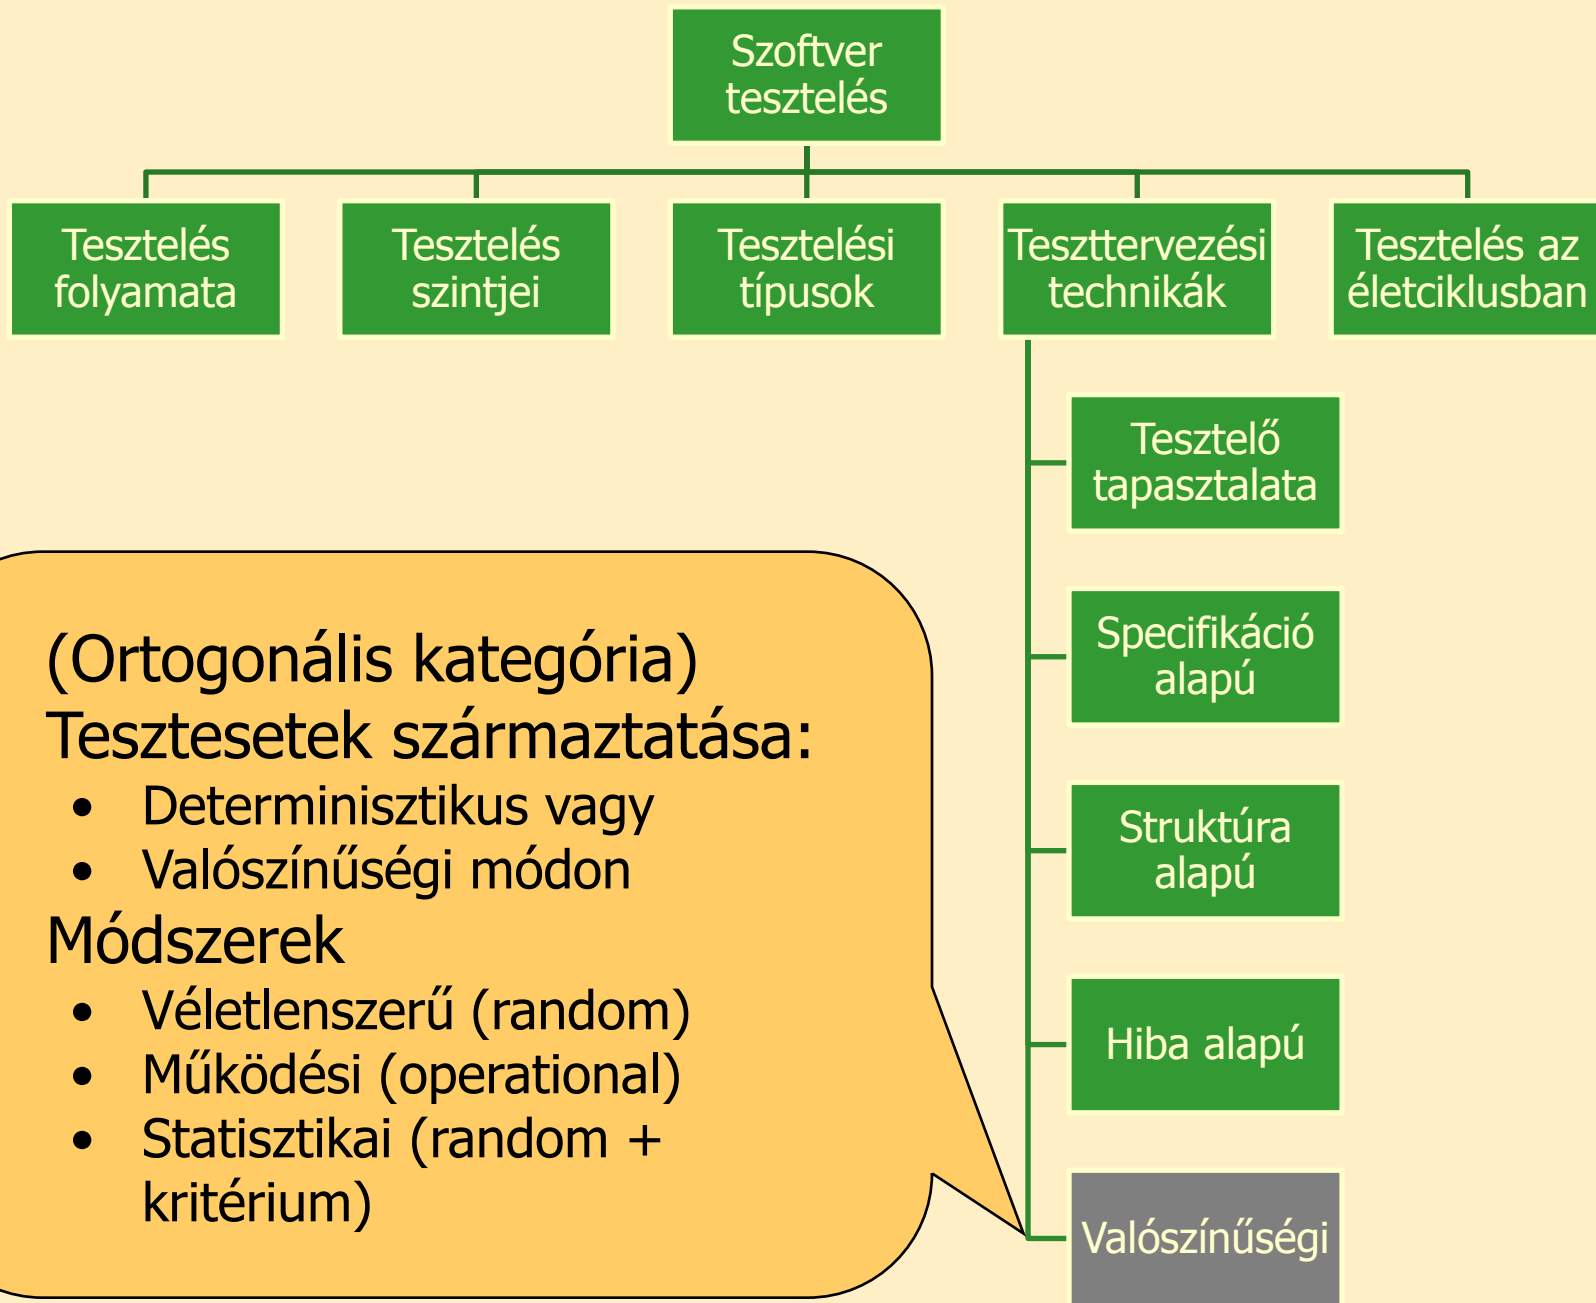 Szoftver
tesztelés
Tesztelés
folyamata
Tesztelés
szintjei
Tesztelési
típusok
Teszttervezési
technikák
Tesztelés az
életciklusban
Tesztelő
tapasztalata
Specifikáció
alapú
Struktúra
alapú
Hiba alapú
Valószínűségi
(Ortogonális kategória)
Tesztesetek származtatása:
• Determinisztikus vagy
• Valószínűségi módon
Módszerek
• Véletlenszerű (random)
• Működési (operational)
• Statisztikai (random +
kritérium)